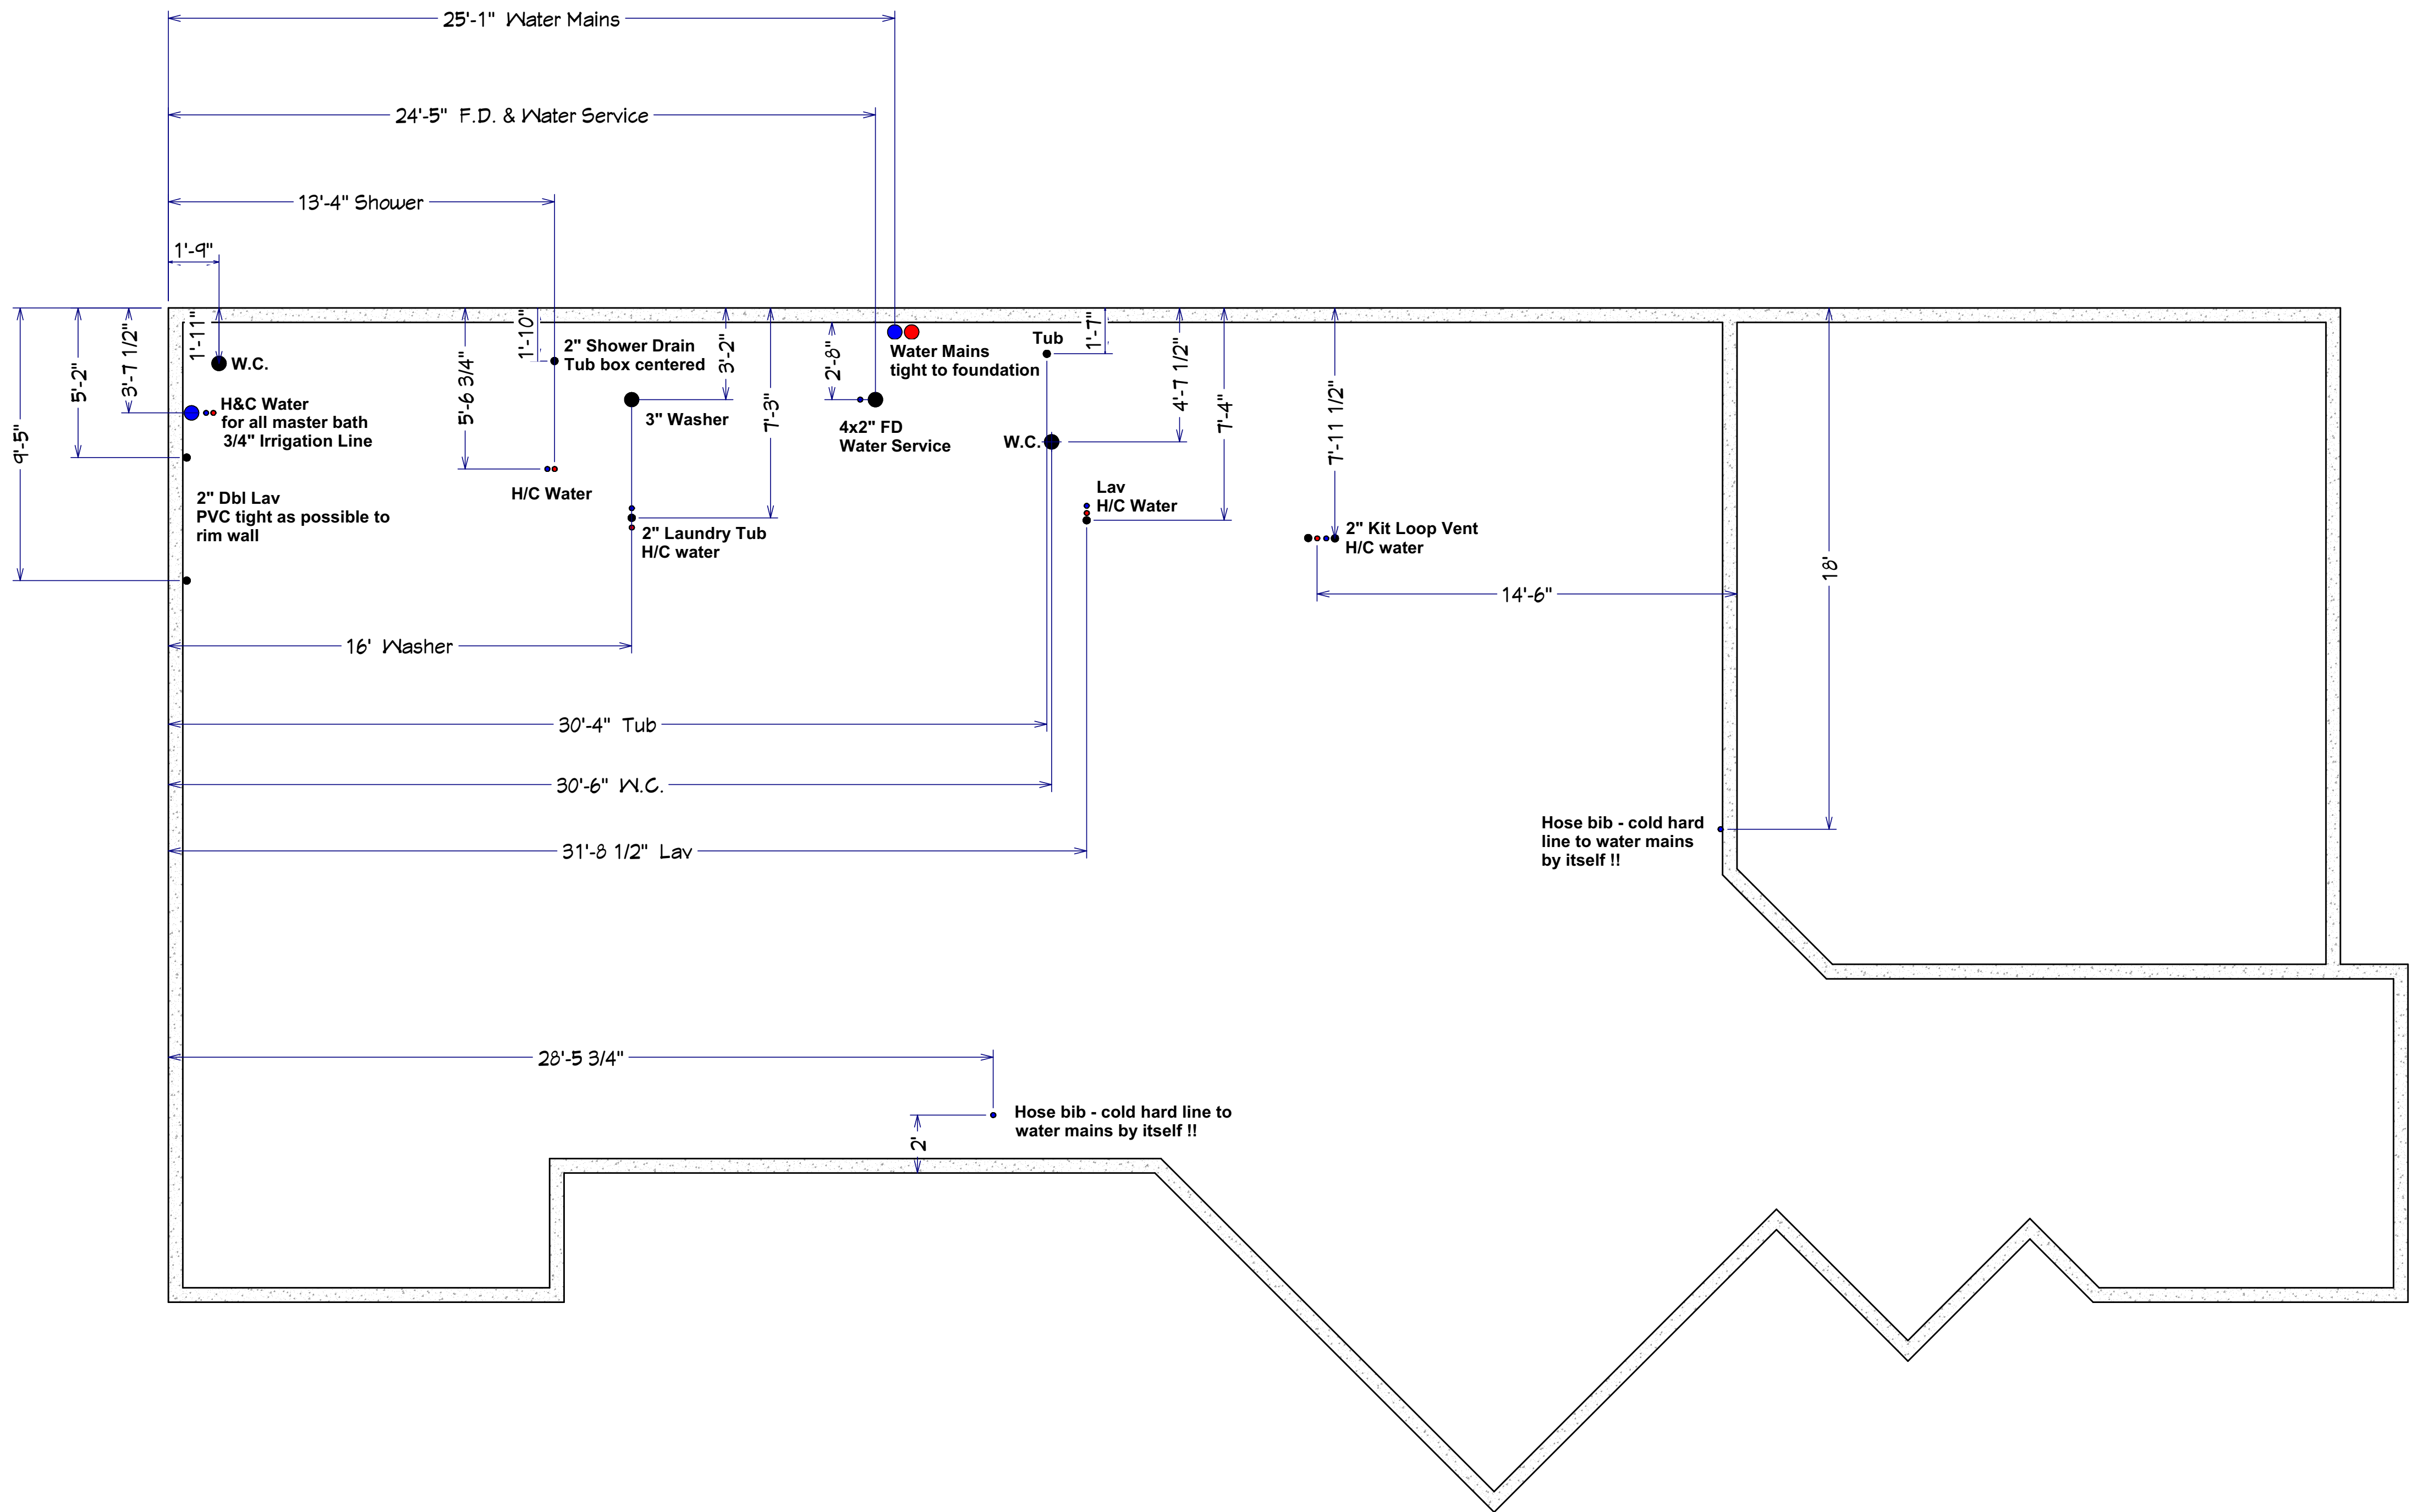 25'-1" Water Mains
24'-5" F.D. & Water Service
13'-4" Shower
1'-9"
9'-5"
5'-2"
3'-7 1/2"
1'-11"
W.C.
H&C Water
for all master bath
3/4" Irrigation Line
2" Dbl Lav
PVC tight as possible to
rim wall
5'-6 3/4"
1'-10"
2" Shower Drain
Tub box centered
H/C Water
3'-2"
3" Washer
7'-3"
2" Laundry Tub
H/C water
2'-8"
4x2" FD
Water Service
Water Mains
tight to foundation
Tub
1'-7"
W.C.
4'-7 1/2"
7'-4"
Lav
H/C Water
7'-11 1/2"
2" Kit Loop Vent
H/C water
14'-6"
18'
16' Washer
30'-4" Tub
30'-6" W.C.
31'-8 1/2" Lav
Hose bib - cold hard
line to water mains
by itself !!
28'-5 3/4"
2'
Hose bib - cold hard line to
water mains by itself !!